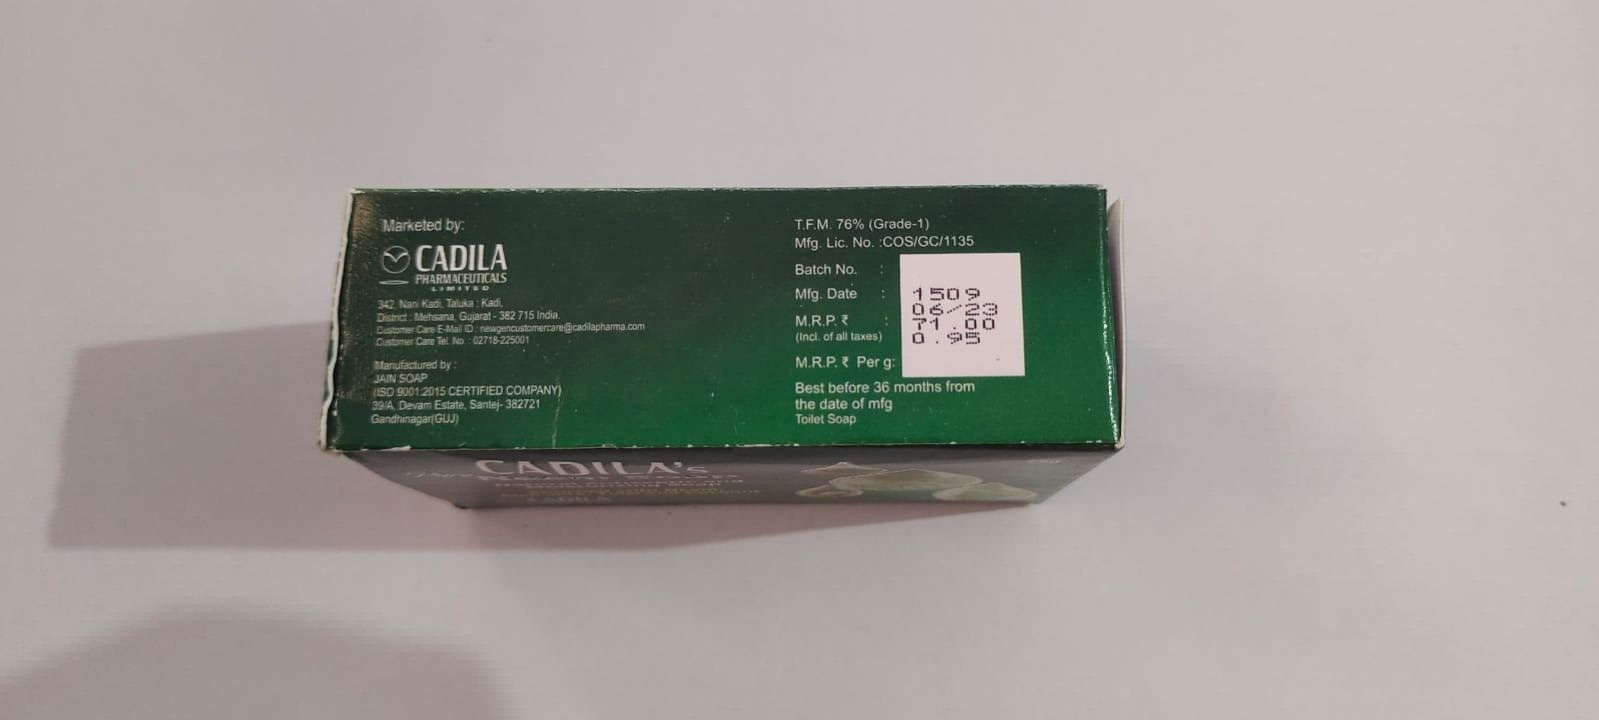 Marketed by:
CADILA
PHARMACEUTICALS
LIMITED
342, Nani Kadi, Taluka : Kadi,
District : Mehsana, Gujarat - 382 715 India.
Customer Care E-Mail ID : newgencustomercare@cadilapharma.com
Customer Care Tel. No. : 02718-225001
Manufactured by :
JAIN SOAP
(ISO 9001:2015 CERTIFIED COMPANY)
39/A, Devam Estate, Santej- 382721
Gandhinagar(GUJ)
T.F.M. 76% (Grade-1)
Mfg. Lic. No. :COS/GC/1135
Batch No. :
Mfg. Date :
M.R.P. ₹ :
(Incl. of all taxes)
M.R.P. ₹ Per g:
1509
06/23
71.00
0.95
Best before 36 months from
the date of mfg
Toilet Soap
CADILA's